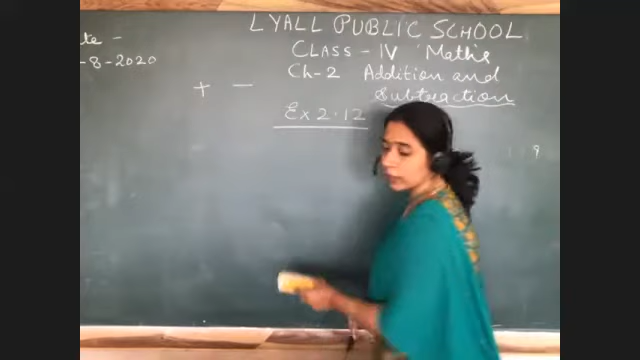 LYALL PUBLIC SCHOOL
te -
-8-2020
CLASS - IV Maths
Ch-2 Addition and
Subtraction
+ -
Ex 2.12